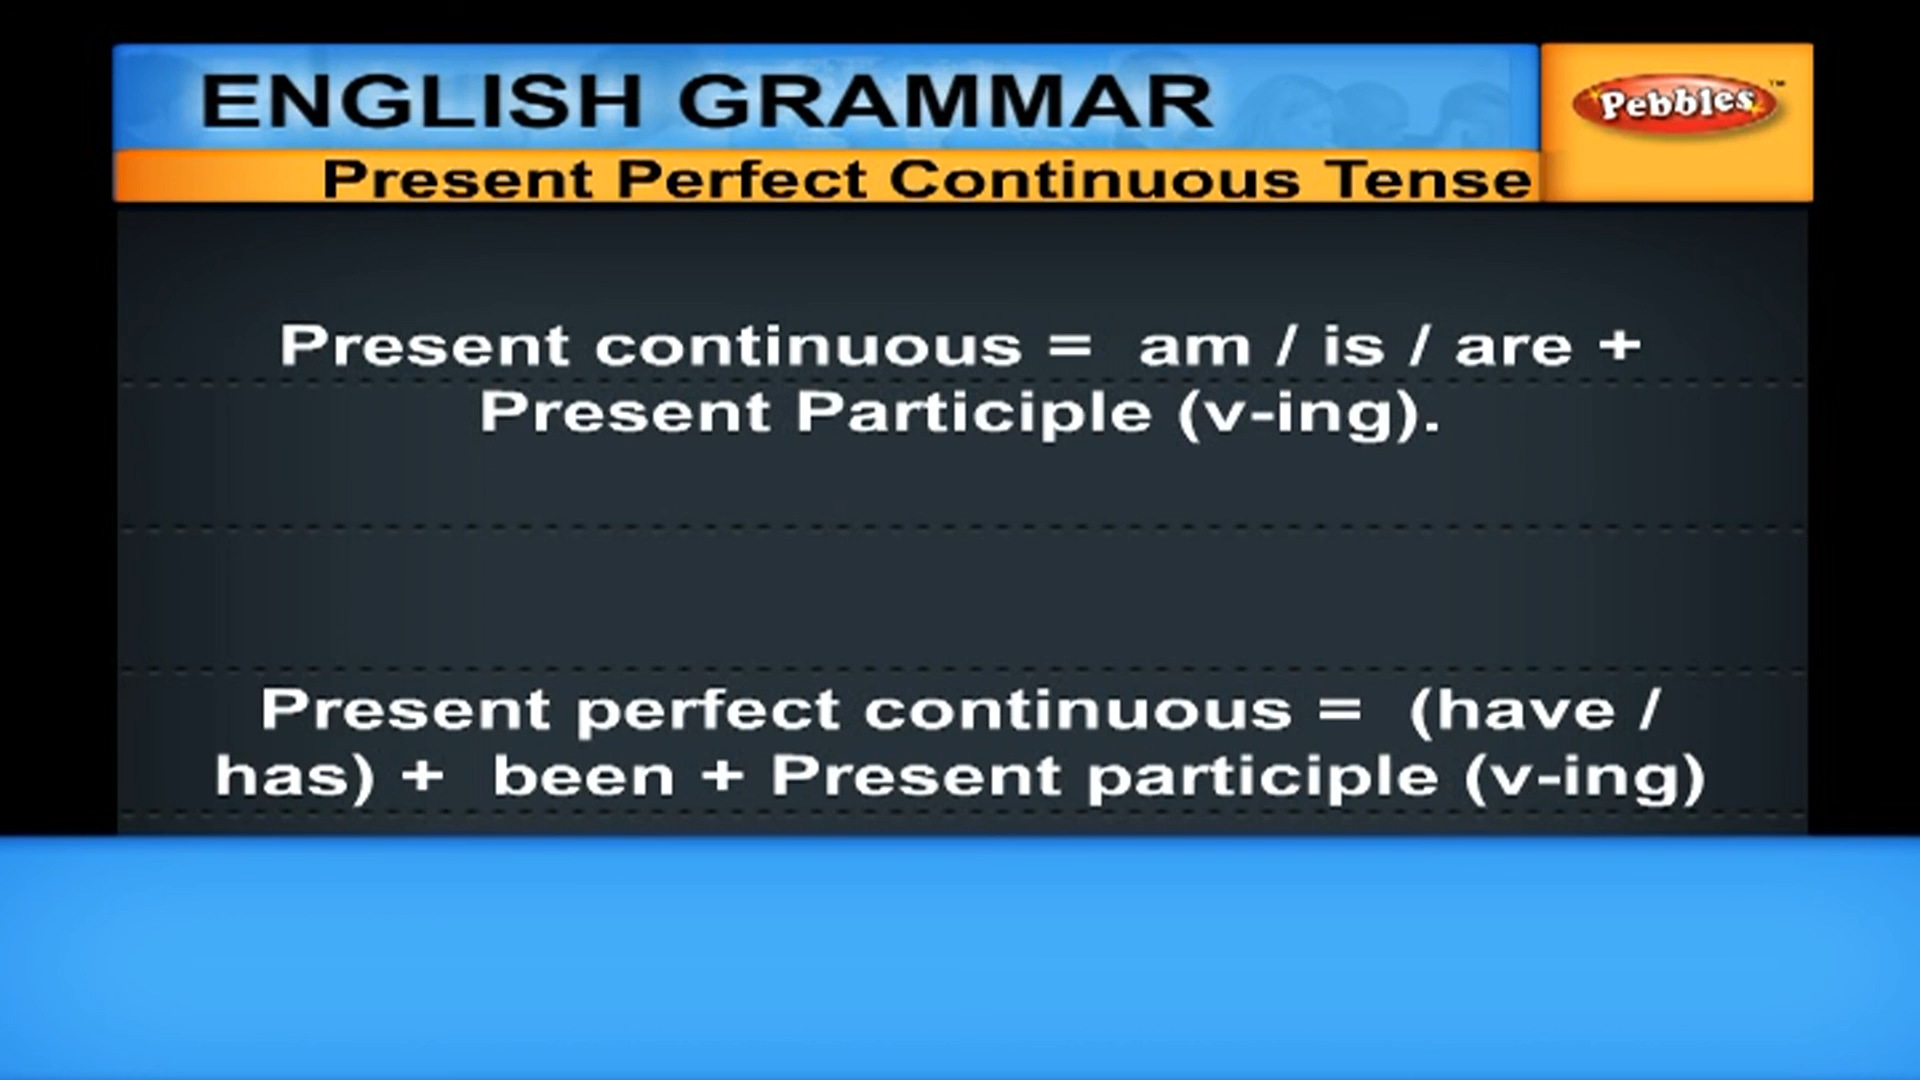 ENGLISH GRAMMAR
Pebbles™
Present Perfect Continuous Tense
Present continuous = am / is / are +
Present Participle (v-ing).
Present perfect continuous = (have /
has) + been + Present participle (v-ing)